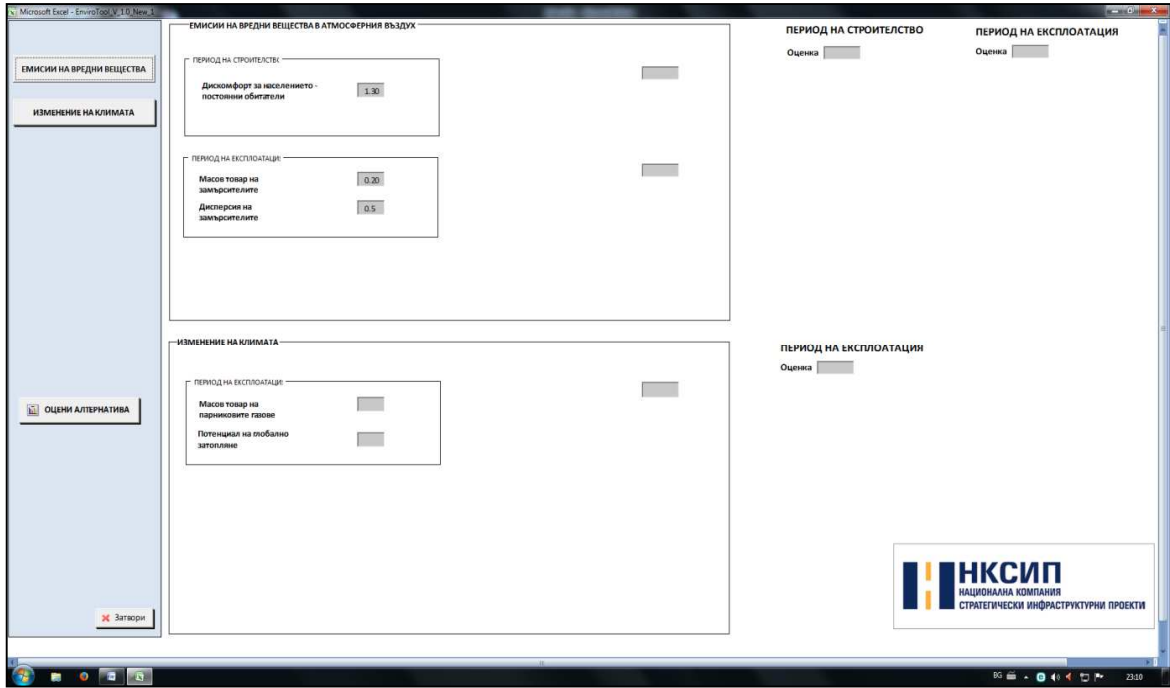 Microsoft Excel - EnviroTool_V_1.0_New_1
ЕМИСИИ НА ВРЕДНИ ВЕЩЕСТВА
ИЗМЕНЕНИЕ НА КЛИМАТА
ОЦЕНИ АЛТЕРНАТИВА
Затвори
ЕМИСИИ НА ВРЕДНИ ВЕЩЕСТВА В АТМОСФЕРНИЯ ВЪЗДУХ
ПЕРИОД НА СТРОИТЕЛСТВС
Дискомфорт за населението -
постоянни обитатели
1.30
ПЕРИОД НА ЕКСПЛОАТАЦИ
Масов товар на
замърсителите
0.20
Дисперсия на
замърсителите
0.5
ПЕРИОД НА СТРОИТЕЛСТВО
Оценка
ПЕРИОД НА ЕКСПЛОАТАЦИЯ
Оценка
ИЗМЕНЕНИЕ НА КЛИМАТА
ПЕРИОД НА ЕКСПЛОАТАЦИ
Масов товар на
парниковите газове
Потенциал на глобално
затопляне
ПЕРИОД НА ЕКСПЛОАТАЦИЯ
Оценка
НКСИП
НАЦИОНАЛНА КОМПАНИЯ
СТРАТЕГИЧЕСКИ ИНФРАСТРУКТУРНИ ПРОЕКТИ
BG
23:10